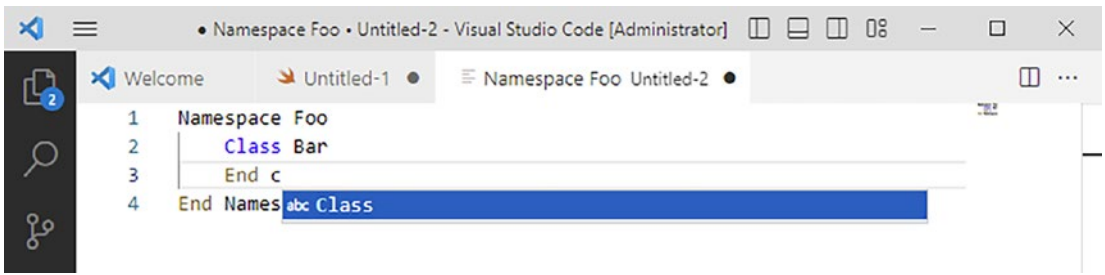 • Namespace Foo • Untitled-2 - Visual Studio Code [Administrator]
2
Welcome
Untitled-1 ●
Namespace Foo Untitled-2 ●
1 Namespace Foo
2 Class Bar
3 End c
4 End Names
abc Class